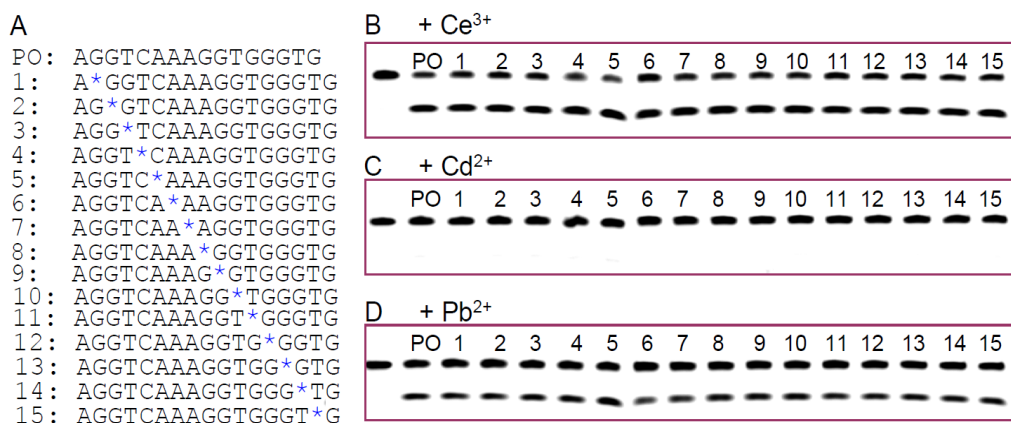 A
PO: AGGTCAAAGGTGGGTG
1: A*GGTCAAAGGTGGGTG
2: AG*GTCAAAGGTGGGTG
3: AGG*TCAAAGGTGGGTG
4: AGGT*CAAAGGTGGGTG
5: AGGTC*AAAGGTGGGTG
6: AGGTCA*AAGGTGGGTG
7: AGGTCAA*AGGTGGGTG
8: AGGTCAAA*GGTGGGTG
9: AGGTCAAAG*GTGGGTG
10: AGGTCAAAGG*TGGGTG
11: AGGTCAAAGGT*GGGTG
12: AGGTCAAAGGTG*GGTG
13: AGGTCAAAGGTGG*GTG
14: AGGTCAAAGGTGGG*TG
15: AGGTCAAAGGTGGGT*G
B + Ce³⁺
PO 1 2 3 4 5 6 7 8 9 10 11 12 13 14 15
C + Cd²⁺
PO 1 2 3 4 5 6 7 8 9 10 11 12 13 14 15
D + Pb²⁺
PO 1 2 3 4 5 6 7 8 9 10 11 12 13 14 15